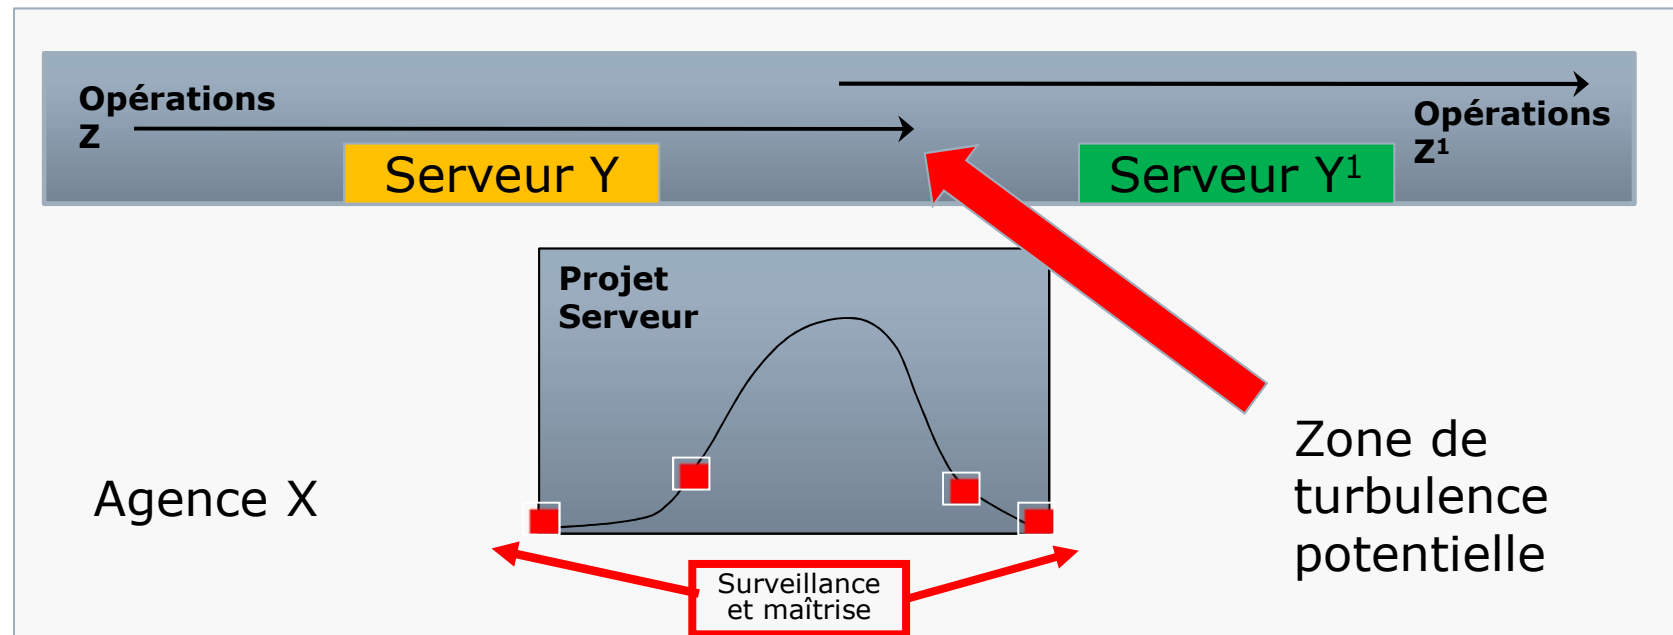 Opérations
Z
Opérations
Z¹
Serveur Y
Serveur Y¹
Projet
Serveur
Agence X
Zone de
turbulence
potentielle
Surveillance
et maîtrise